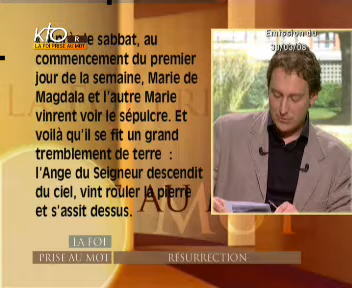 KTO
LA FOI PRISE AU MOT
Emission du
30/03/08
le sabbat, au
commencement du premier
jour de la semaine, Marie de
Magdala et l'autre Marie
vinrent voir le sépulcre. Et
voilà qu'il se fit un grand
tremblement de terre :
l'Ange du Seigneur descendit
du ciel, vint rouler la pierre
et s'assit dessus.
AU
MOT
LA FOI
PRISE AU MOT
RÉSURRECTION